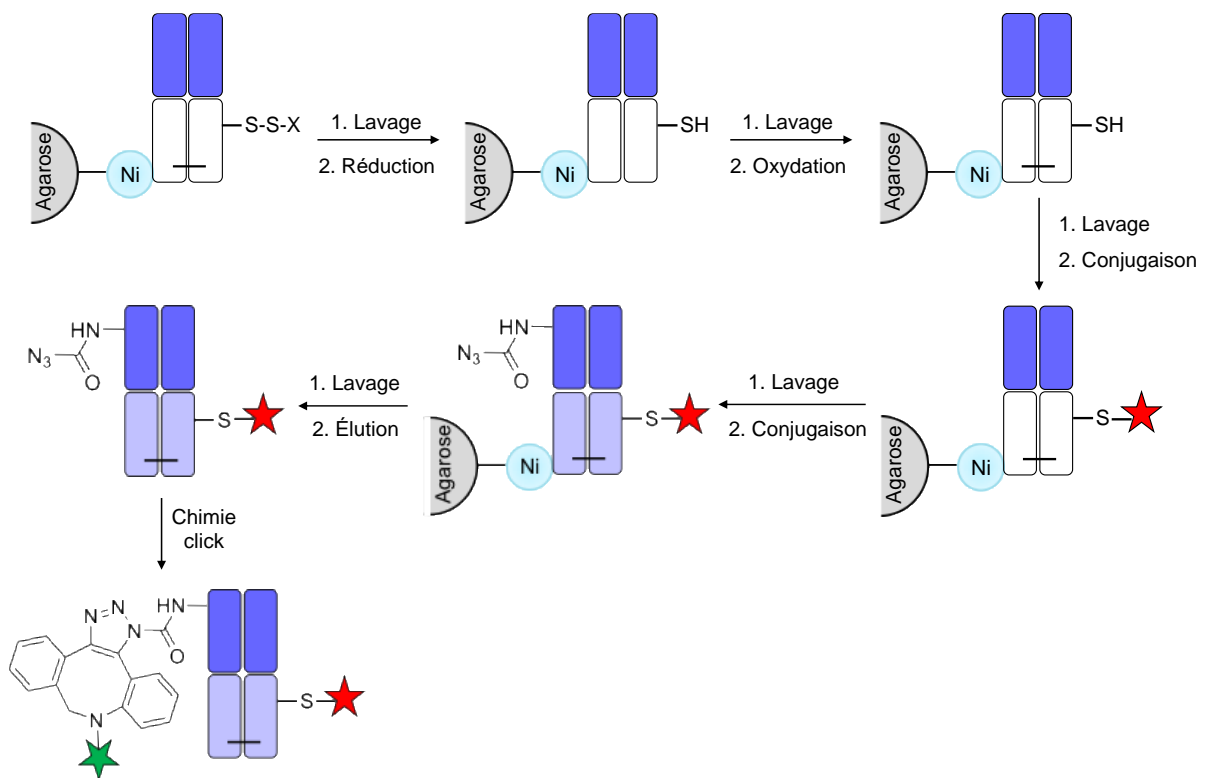 Agarose
Ni
S-S-X
1. Lavage
2. Réduction
Agarose
Ni
SH
1. Lavage
2. Oxydation
Agarose
Ni
SH
1. Lavage
2. Conjugaison
Agarose
Ni
S
1. Lavage
2. Conjugaison
N3
HN
O
Agarose
Ni
S
1. Lavage
2. Élution
N3
HN
O
S
Chimie
click
N
N
N
HN
O
N
S